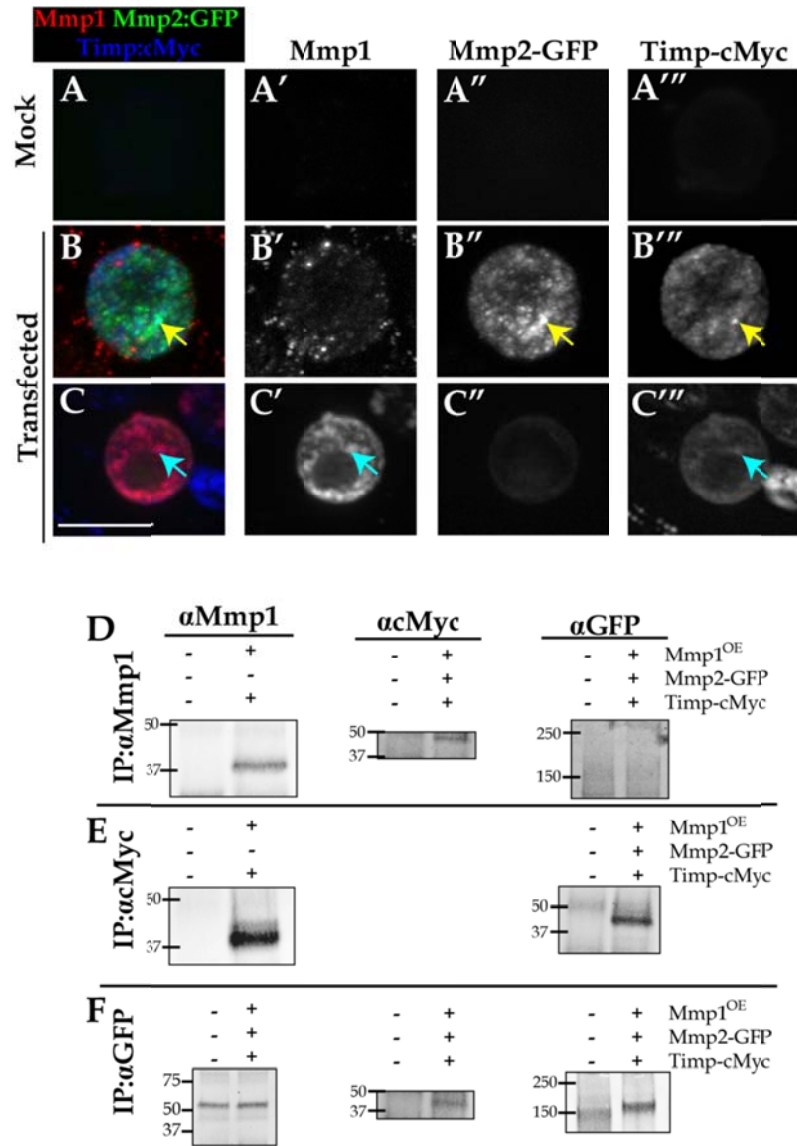 Mmp1 Mmp2:GFP
Timp:cMyc
Mmp1 Mmp2-GFP Timp-cMyc
Mock
A A′ A″ A‴
Transfected
B B′ B″ B‴
C C′ C″ C‴
D αMmp1 αcMyc αGFP
IP:αMmp1
- + - + - + Mmp1OE
- - - + - + Mmp2-GFP
- + - + - + Timp-cMyc
50 37
50 37
250 150
E
IP:αcMyc
- + - + Mmp1OE
- - - + Mmp2-GFP
- + - + Timp-cMyc
50 37
50 37
F
IP:αGFP
- + - + - + Mmp1OE
- + - + - + Mmp2-GFP
- + - + - + Timp-cMyc
75 50 37
50 37
250 150